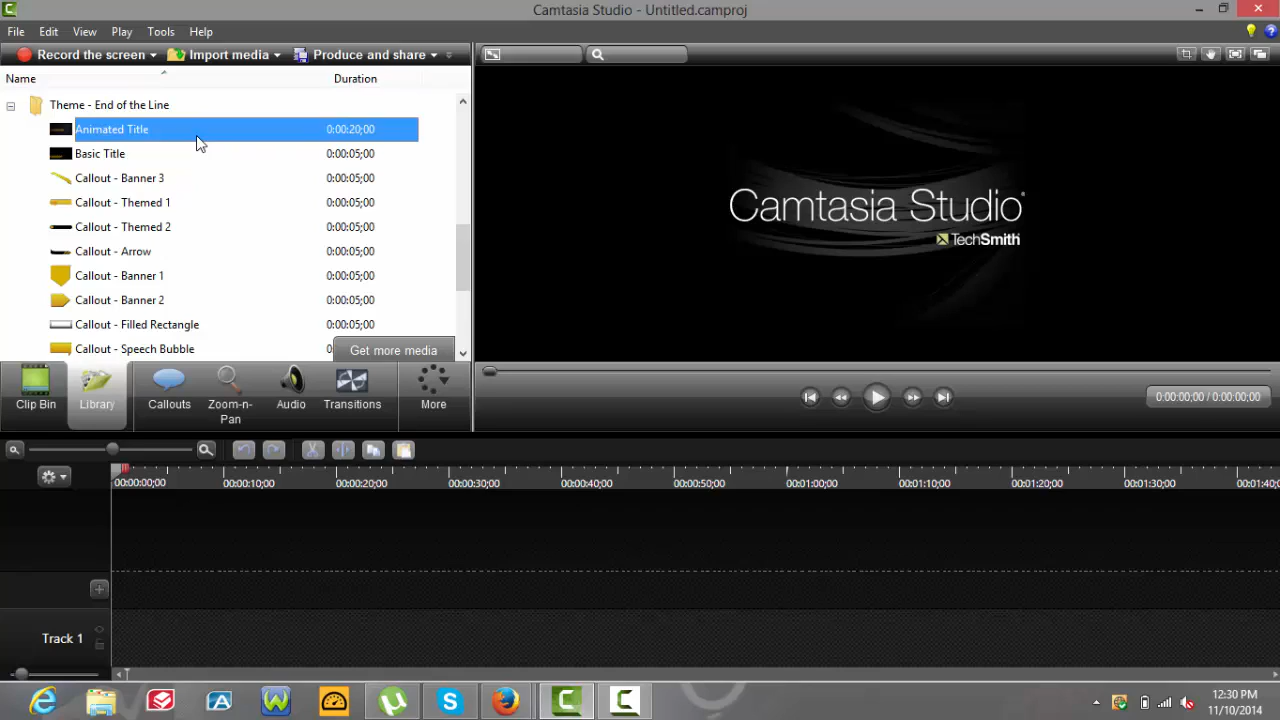 Camtasia Studio - Untitled.camproj
File Edit View Play Tools Help
Record the screen Import media Produce and share
Name Duration
Theme - End of the Line
Animated Title 0:00:20;00
Basic Title 0:00:05;00
Callout - Banner 3 0:00:05;00
Callout - Themed 1 0:00:05;00
Callout - Themed 2 0:00:05;00
Callout - Arrow 0:00:05;00
Callout - Banner 1 0:00:05;00
Callout - Banner 2 0:00:05;00
Callout - Filled Rectangle 0:00:05;00
Callout - Speech Bubble
Get more media
Camtasia Studio®
TechSmith
Clip Bin Library Callouts Zoom-n-Pan Audio Transitions More
0:00:00;00 / 0:00:00;00
00:00:00;00 00:00:10;00 00:00:20;00 00:00:30;00 00:00:40;00 00:00:50;00 00:01:00;00 00:01:10;00 00:01:20;00 00:01:30;00 00:01:40;0
Track 1
12:30 PM
11/10/2014